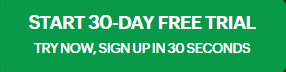 START 30-DAY FREE TRIAL
TRY NOW, SIGN UP IN 30 SECONDS